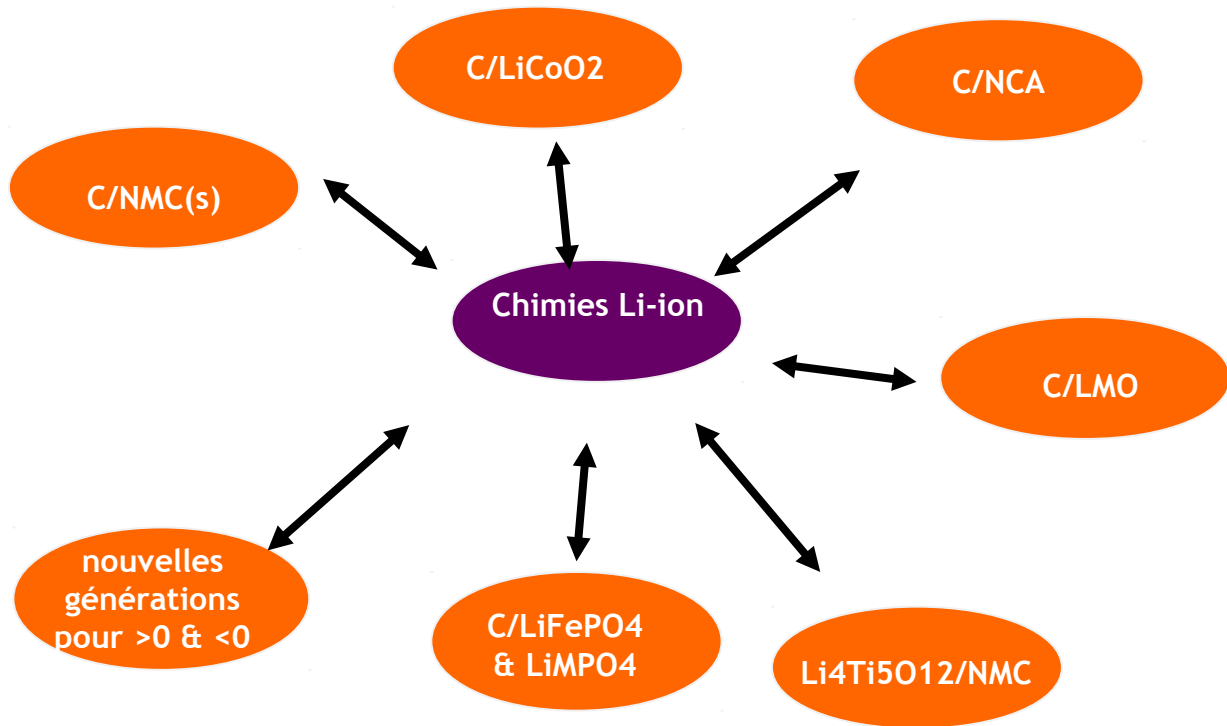 C/LiCoO2
C/NCA
C/NMC(s)
Chimies Li-ion
C/LMO
nouvelles
générations
pour >0 & <0
C/LiFePO4
& LiMPO4
Li4Ti5O12/NMC